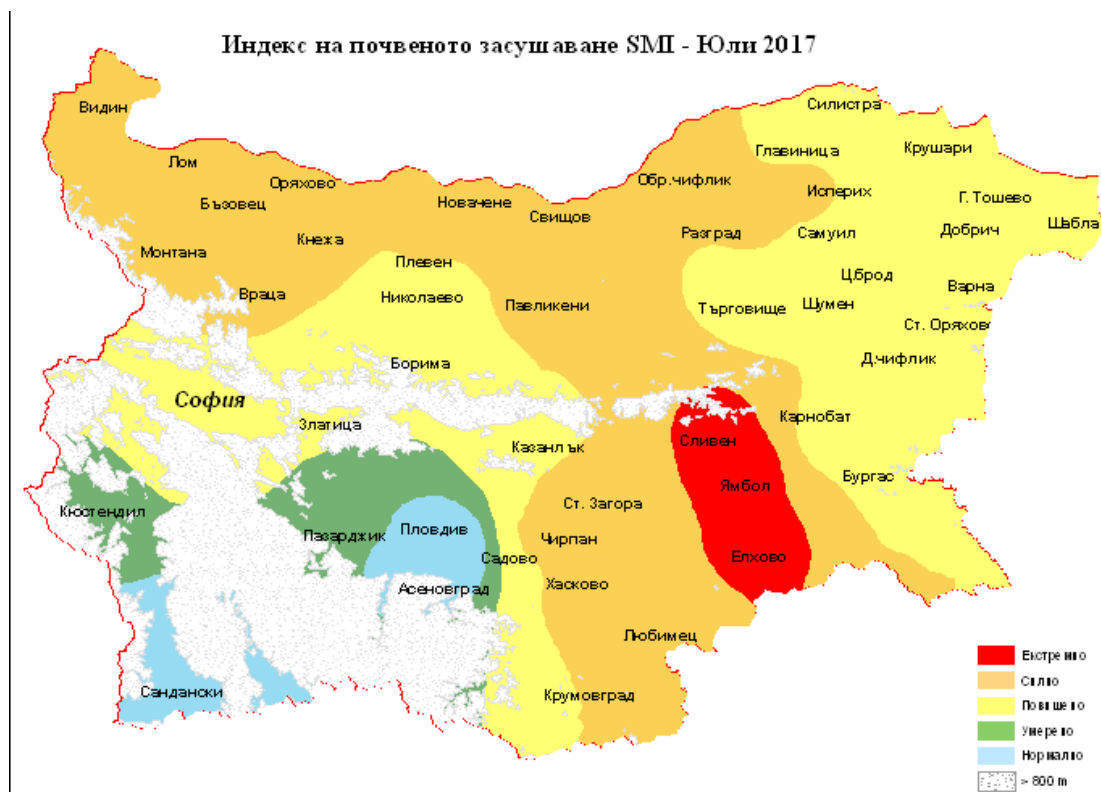 Индекс на почвеното засушаване SMI - Юли 2017
Видин
Силистра
Главиница
Крушари
Лом
Оряхово
Обр.чифлик
Исперих
Г. Тошево
Бъзовец
Новачене
Свищов
Шабла
Кнежа
Разград
Самуил
Добрич
Монтана
Плевен
Ц.брод
Варна
Враца
Николаево
Павликени
Търговище
Шумен
Ст. Оряхово
Борима
Д.чифлик
София
Златица
Карнобат
Казанлък
Сливен
Бургас
Ямбол
Кюстендил
Ст. Загора
Пазарджик
Пловдив
Чирпан
Садово
Елхово
Асеновград
Хасково
Любимец
Сандански
Крумовград
Екстремно
Силно
Повишено
Умерено
Нормално
> 800 m